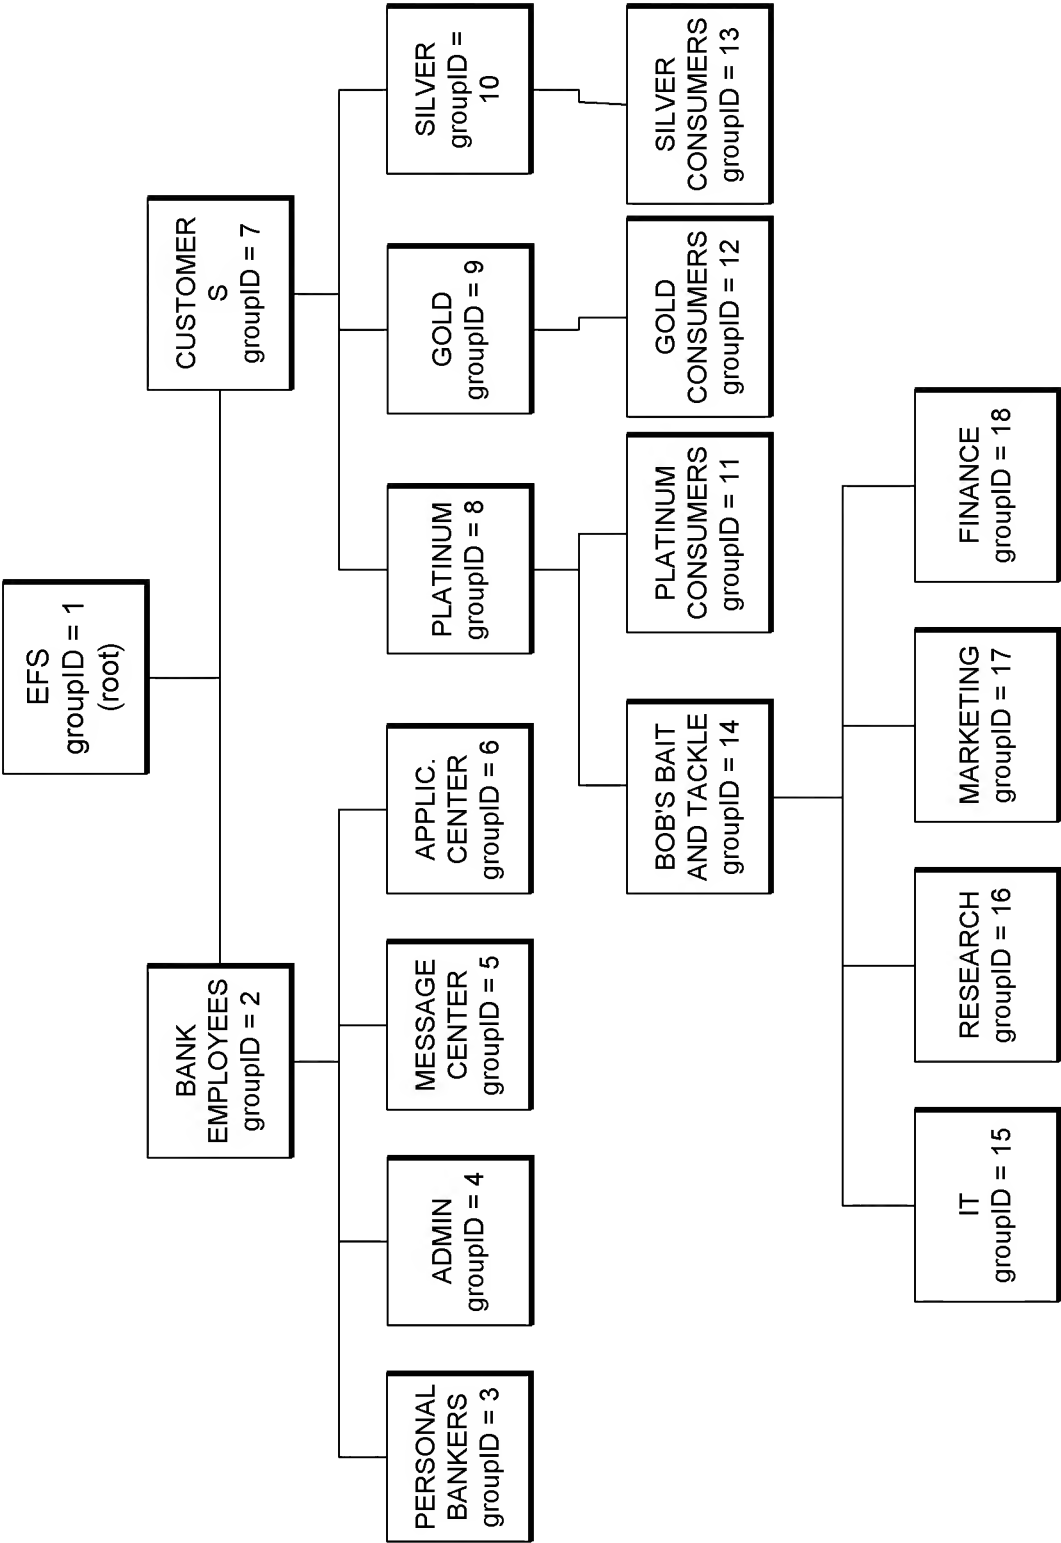 EFS
groupID = 1
(root)
BANK
EMPLOYEES
groupID = 2
CUSTOMER
S
groupID = 7
PERSONAL
BANKERS
groupID = 3
ADMIN
groupID = 4
MESSAGE
CENTER
groupID = 5
APPLIC.
CENTER
groupID = 6
PLATINUM
groupID = 8
GOLD
groupID = 9
SILVER
groupID =
10
BOB'S BAIT
AND TACKLE
groupID = 14
PLATINUM
CONSUMERS
groupID = 11
GOLD
CONSUMERS
groupID = 12
SILVER
CONSUMERS
groupID = 13
IT
groupID = 15
RESEARCH
groupID = 16
MARKETING
groupID = 17
FINANCE
groupID = 18